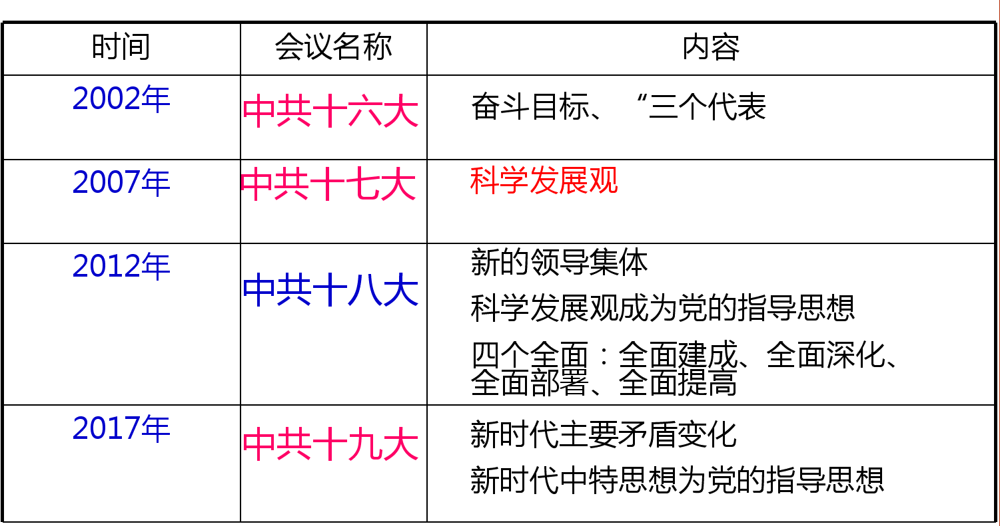 时间 会议名称 内容
2002年 中共十六大 奋斗目标、“三个代表
2007年 中共十七大 科学发展观
2012年 中共十八大 新的领导集体
科学发展观成为党的指导思想
四个全面：全面建成、全面深化、
全面部署、全面提高
2017年 中共十九大 新时代主要矛盾变化
新时代中特思想为党的指导思想